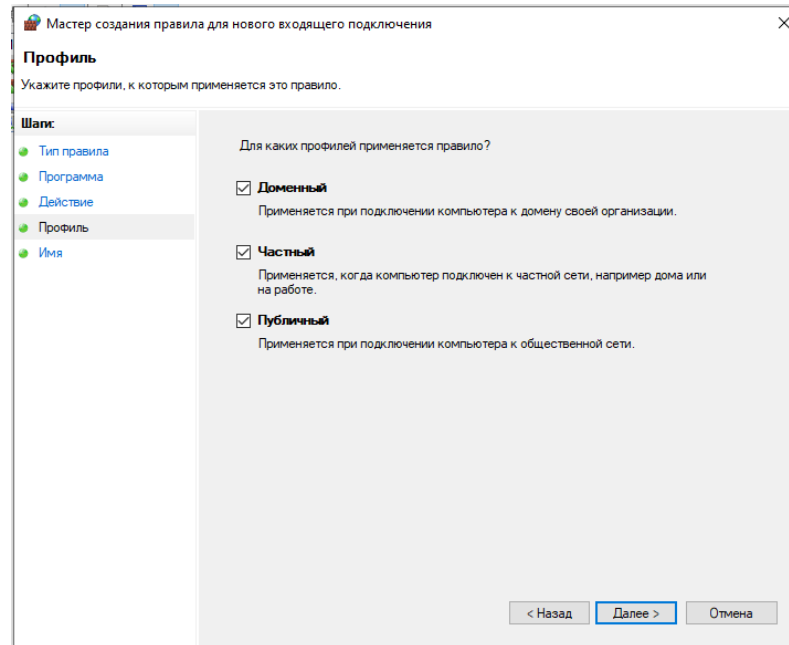 Мастер создания правила для нового входящего подключения
Профиль
Укажите профили, к которым применяется это правило.
Шаги:
Тип правила
Программа
Действие
Профиль
Имя
Для каких профилей применяется правило?
Доменный
Применяется при подключении компьютера к домену своей организации.
Частный
Применяется, когда компьютер подключен к частной сети, например дома или
на работе.
Публичный
Применяется при подключении компьютера к общественной сети.
< Назад
Далее >
Отмена